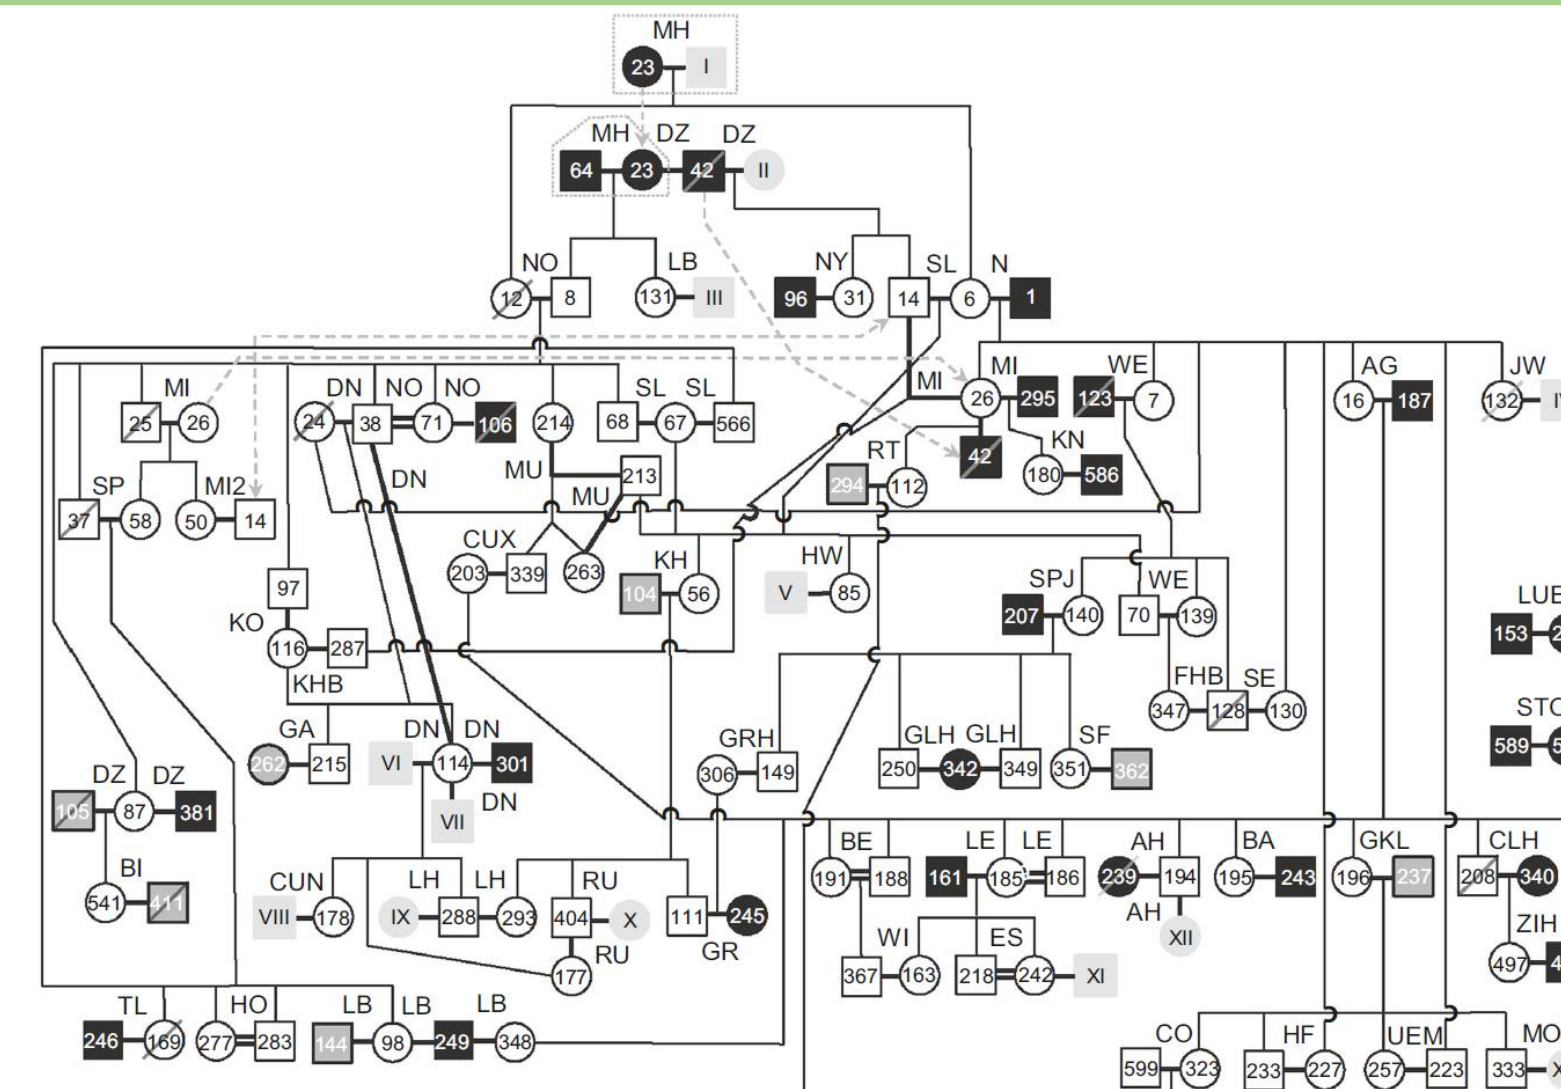 MH
23 I
MH DZ DZ
64 23 42 II
NO LB NY SL N
12 8 131 III 96 31 14 6 1
MI DN NO NO SL SL MI MI WE AG JW
25 26 24 38 71 106 214 68 67 566 26 295 123 7 16 187 132
RT KN
DN MU 213 42 180 586
SP MI2 MU 294 112
37 58 50 14
CUX KH HW SPJ WE
97 203 339 263 104 56 V 85 207 140 70 139
LUE
KO 153
116 287
KHB FHB SE
347 128 130
GA DN DN GRH GLH GLH SF
262 215 VI 114 301 306 149 250 342 349 351 362 589
DZ DZ DN
105 87 381 VII
BI CUN LH LH RU BE LE LE AH BA GKL CLH
191 188 161 185 186 239 194 195 243 196 237 208 340
541 411 VIII 178 IX 288 293 404 X 111 245 AH
XII
RU GR WI ES ZIH
177 367 163 218 242 XI 497
TL HO LB LB LB CO HF UEM MO
246 169 277 283 144 98 249 348 599 323 233 227 257 223 333